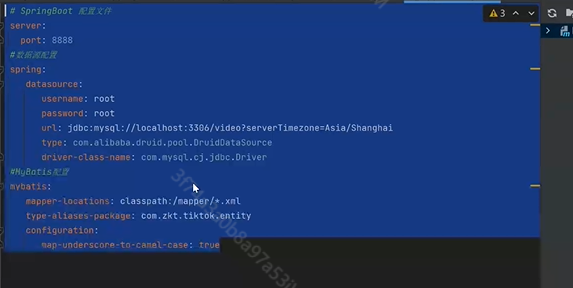 # SpringBoot 配置文件
3
server:
  port: 8888
#数据源配置
spring:
  datasource:
    username: root
    password: root
    url: jdbc:mysql://localhost:3306/video?serverTimezone=Asia/Shanghai
    type: com.alibaba.druid.pool.DruidDataSource
    driver-class-name: com.mysql.cj.jdbc.Driver
#MyBatis配置
mybatis:
  mapper-locations: classpath:/mapper/*.xml
  type-aliases-package: com.zkt.tiktok.entity
  configuration:
    map-underscore-to-camal-case: true